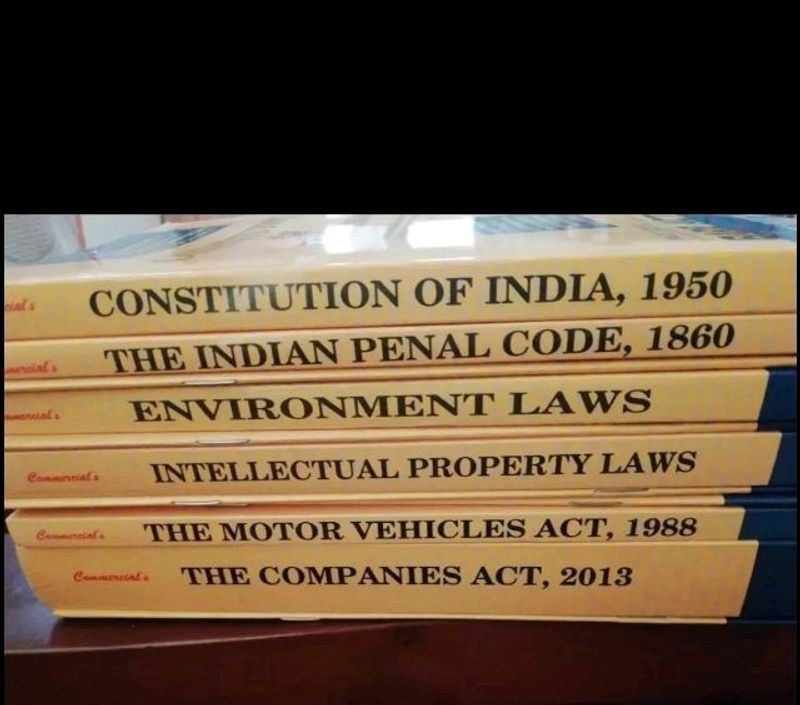 CONSTITUTION OF INDIA, 1950
THE INDIAN PENAL CODE, 1860
ENVIRONMENT LAWS
Commercial's INTELLECTUAL PROPERTY LAWS
Commercial's THE MOTOR VEHICLES ACT, 1988
Commercial's THE COMPANIES ACT, 2013